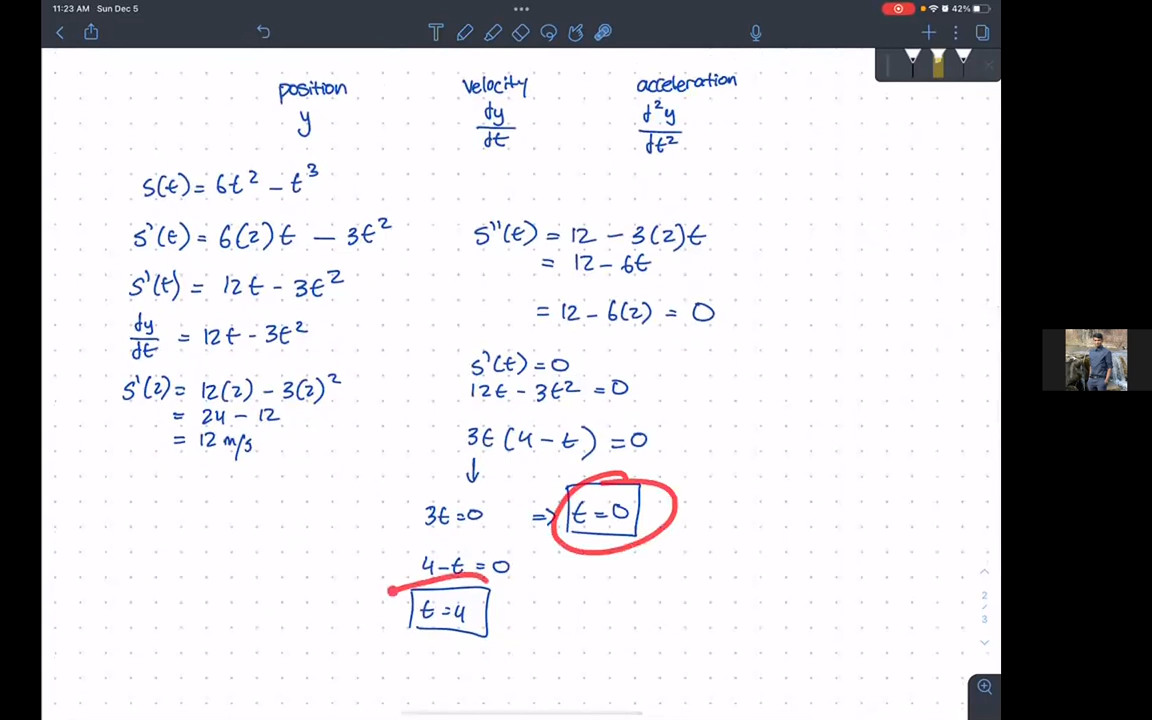 11:23 AM Sun Dec 5
42%
position velocity acceleration
y dy/dt d²y/dt²
s(t) = 6t² - t³
s'(t) = 6(2)t - 3t²
s'(t) = 12t - 3t²
dy/dt = 12t - 3t²
s'(2) = 12(2) - 3(2)²
= 24 - 12
= 12 m/s
s''(t) = 12 - 3(2)t
= 12 - 6t
= 12 - 6(2) = 0
s'(t) = 0
12t - 3t² = 0
3t (4 - t) = 0
↓
3t = 0 => t = 0
4 - t = 0
t = 4
2
/
3